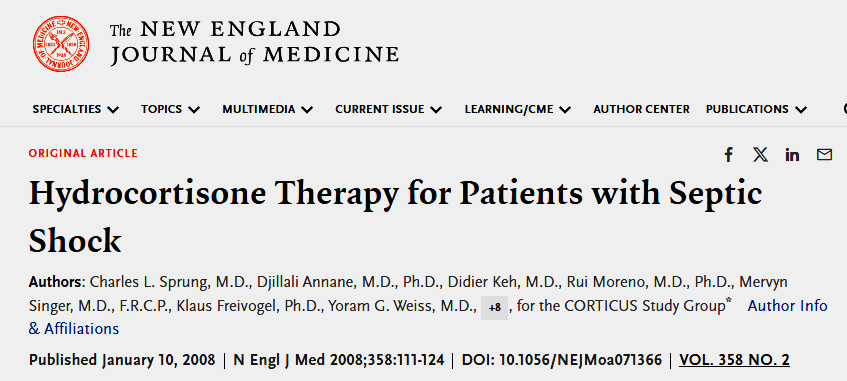 The NEW ENGLAND
JOURNAL of MEDICINE
SPECIALTIES TOPICS MULTIMEDIA CURRENT ISSUE LEARNING/CME AUTHOR CENTER PUBLICATIONS
ORIGINAL ARTICLE
Hydrocortisone Therapy for Patients with Septic
Shock
Authors: Charles L. Sprung, M.D., Djillali Annane, M.D., Ph.D., Didier Keh, M.D., Rui Moreno, M.D., Ph.D., Mervyn
Singer, M.D., F.R.C.P., Klaus Freivogel, Ph.D., Yoram G. Weiss, M.D., +8 , for the CORTICUS Study Group* Author Info
& Affiliations
Published January 10, 2008 | N Engl J Med 2008;358:111-124 | DOI: 10.1056/NEJMoa071366 | VOL. 358 NO. 2